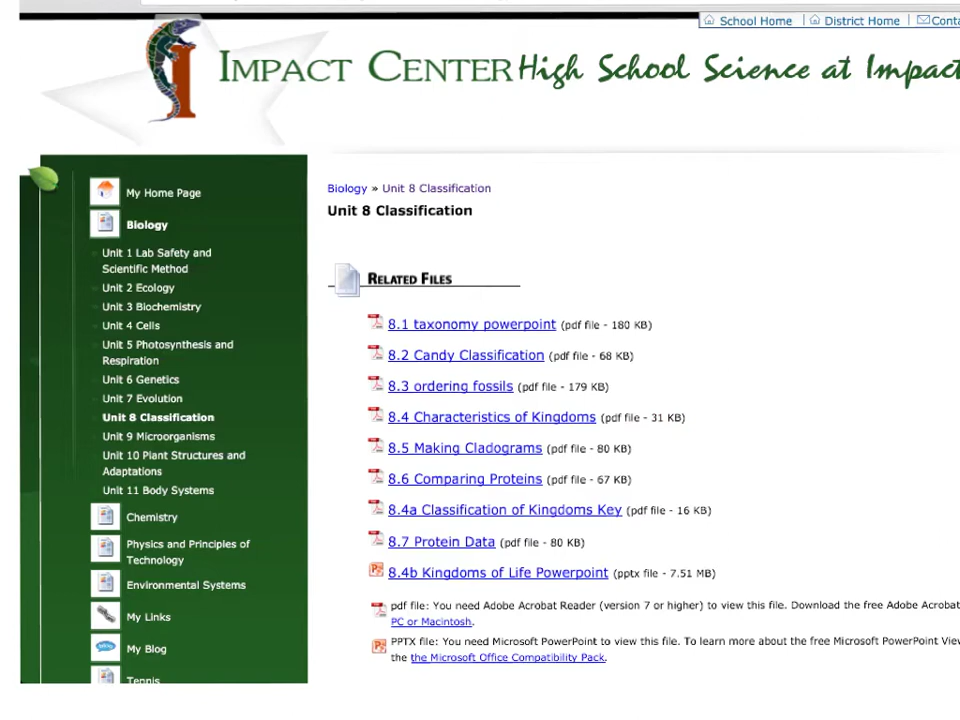 School Home | District Home |
IMPACT CENTER High School Science at Impact
My Home Page
Biology
Unit 1 Lab Safety and
Scientific Method
Unit 2 Ecology
Unit 3 Biochemistry
Unit 4 Cells
Unit 5 Photosynthesis and
Respiration
Unit 6 Genetics
Unit 7 Evolution
Unit 8 Classification
Unit 9 Microorganisms
Unit 10 Plant Structures and
Adaptations
Unit 11 Body Systems
Chemistry
Physics and Principles of
Technology
Environmental Systems
My Links
My Blog
Tennis
Biology » Unit 8 Classification
Unit 8 Classification
RELATED FILES
8.1 taxonomy powerpoint (pdf file - 180 KB)
8.2 Candy Classification (pdf file - 68 KB)
8.3 ordering fossils (pdf file - 179 KB)
8.4 Characteristics of Kingdoms (pdf file - 31 KB)
8.5 Making Cladograms (pdf file - 80 KB)
8.6 Comparing Proteins (pdf file - 67 KB)
8.4a Classification of Kingdoms Key (pdf file - 16 KB)
8.7 Protein Data (pdf file - 80 KB)
8.4b Kingdoms of Life Powerpoint (pptx file - 7.51 MB)
pdf file: You need Adobe Acrobat Reader (version 7 or higher) to view this file. Download the free Adobe Acrobat
PC or Macintosh.
PPTX file: You need Microsoft PowerPoint to view this file. To learn more about the free Microsoft PowerPoint
the the Microsoft Office Compatibility Pack.